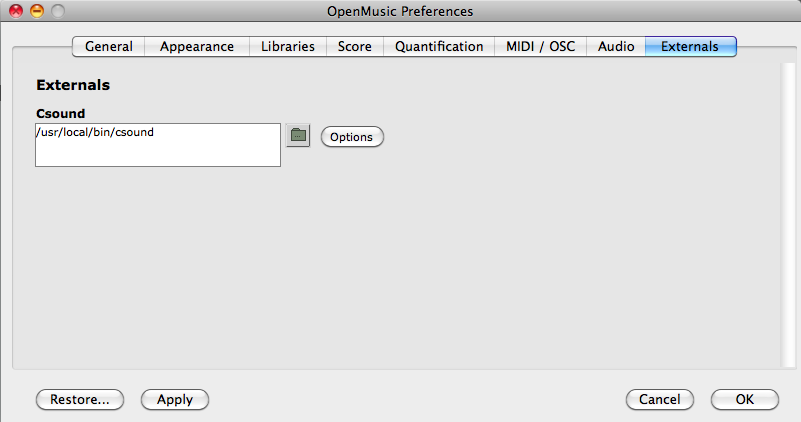 OpenMusic Preferences
General Appearance Libraries Score Quantification MIDI / OSC Audio Externals
Externals
Csound
/usr/local/bin/csound
Options
Restore... Apply Cancel OK